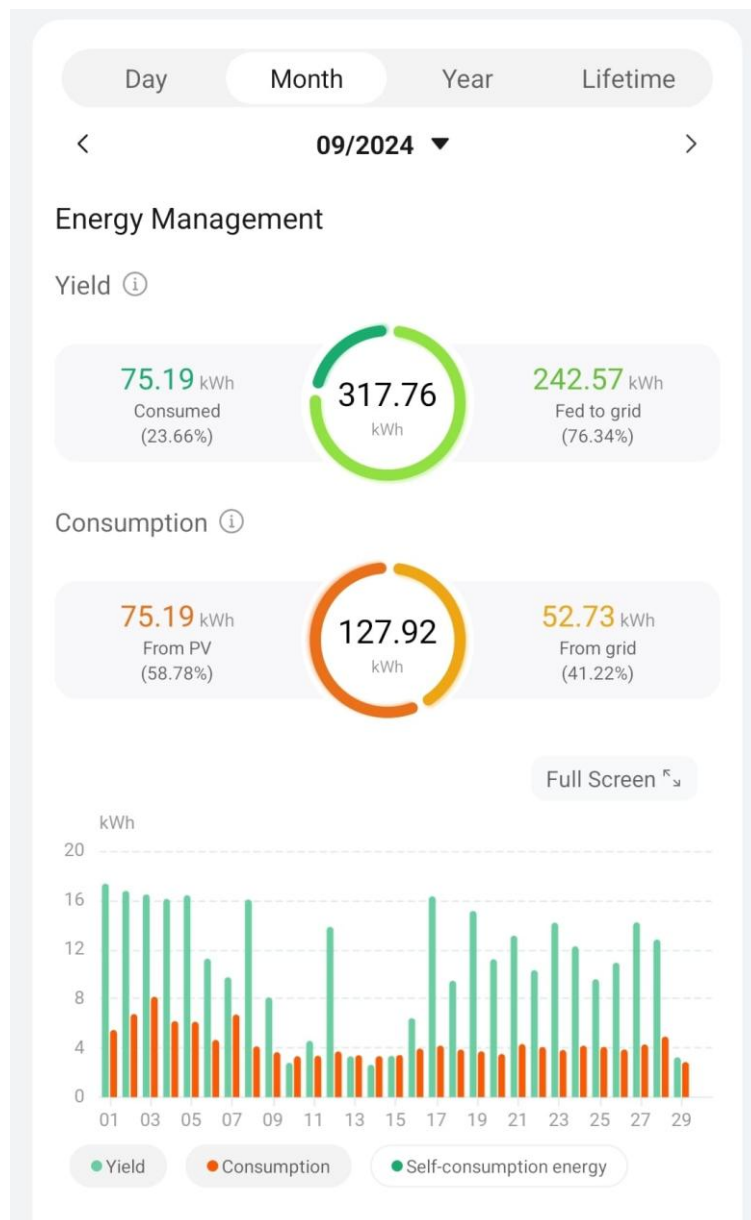 Day Month Year Lifetime
09/2024
Energy Management
Yield
75.19 kWh
Consumed
(23.66%)
317.76
kWh
242.57 kWh
Fed to grid
(76.34%)
Consumption
75.19 kWh
From PV
(58.78%)
127.92
kWh
52.73 kWh
From grid
(41.22%)
Full Screen
kWh
20
16
12
8
4
0
01 03 05 07 09 11 13 15 17 19 21 23 25 27 29
Yield Consumption Self-consumption energy